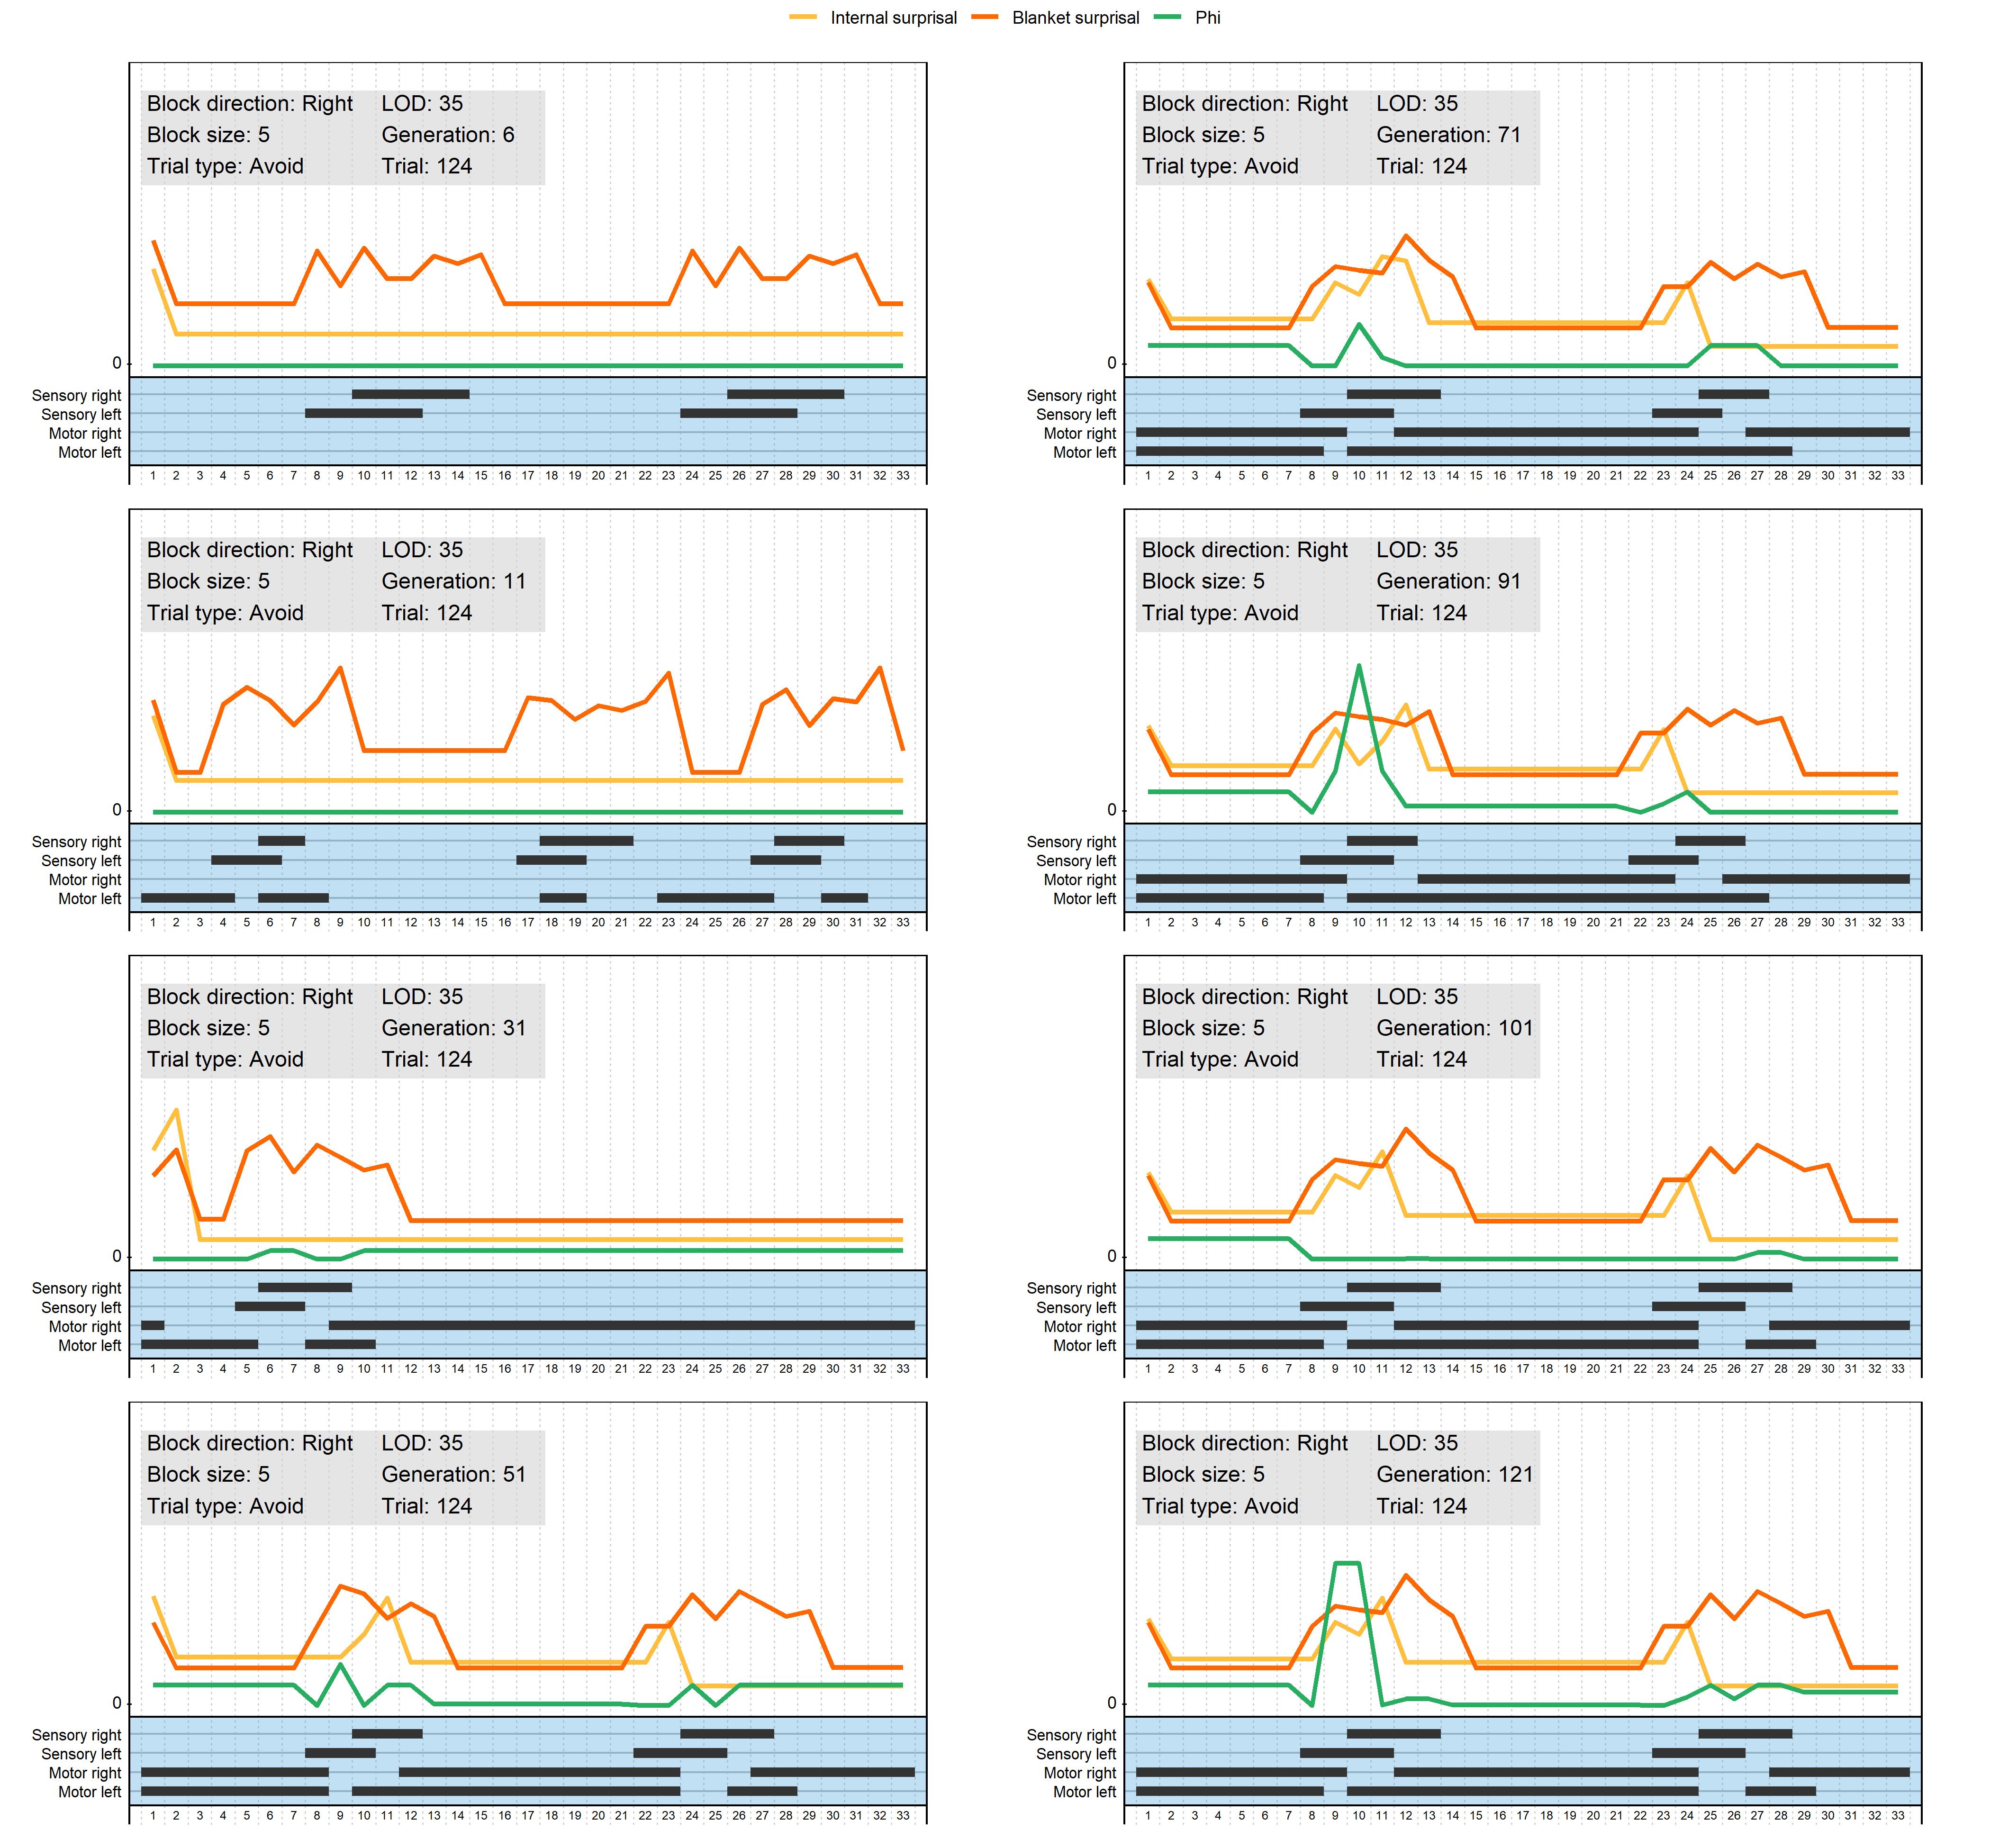 Internal surprisal Blanket surprisal Phi
Block direction: Right LOD: 35
Block size: 5 Generation: 6
Trial type: Avoid Trial: 124
0
Sensory right
Sensory left
Motor right
Motor left
1 2 3 4 5 6 7 8 9 10 11 12 13 14 15 16 17 18 19 20 21 22 23 24 25 26 27 28 29 30 31 32 33
Block direction: Right LOD: 35
Block size: 5 Generation: 71
Trial type: Avoid Trial: 124
0
Sensory right
Sensory left
Motor right
Motor left
1 2 3 4 5 6 7 8 9 10 11 12 13 14 15 16 17 18 19 20 21 22 23 24 25 26 27 28 29 30 31 32 33
Block direction: Right LOD: 35
Block size: 5 Generation: 11
Trial type: Avoid Trial: 124
0
Sensory right
Sensory left
Motor right
Motor left
1 2 3 4 5 6 7 8 9 10 11 12 13 14 15 16 17 18 19 20 21 22 23 24 25 26 27 28 29 30 31 32 33
Block direction: Right LOD: 35
Block size: 5 Generation: 91
Trial type: Avoid Trial: 124
0
Sensory right
Sensory left
Motor right
Motor left
1 2 3 4 5 6 7 8 9 10 11 12 13 14 15 16 17 18 19 20 21 22 23 24 25 26 27 28 29 30 31 32 33
Block direction: Right LOD: 35
Block size: 5 Generation: 31
Trial type: Avoid Trial: 124
0
Sensory right
Sensory left
Motor right
Motor left
1 2 3 4 5 6 7 8 9 10 11 12 13 14 15 16 17 18 19 20 21 22 23 24 25 26 27 28 29 30 31 32 33
Block direction: Right LOD: 35
Block size: 5 Generation: 101
Trial type: Avoid Trial: 124
0
Sensory right
Sensory left
Motor right
Motor left
1 2 3 4 5 6 7 8 9 10 11 12 13 14 15 16 17 18 19 20 21 22 23 24 25 26 27 28 29 30 31 32 33
Block direction: Right LOD: 35
Block size: 5 Generation: 51
Trial type: Avoid Trial: 124
0
Sensory right
Sensory left
Motor right
Motor left
1 2 3 4 5 6 7 8 9 10 11 12 13 14 15 16 17 18 19 20 21 22 23 24 25 26 27 28 29 30 31 32 33
Block direction: Right LOD: 35
Block size: 5 Generation: 121
Trial type: Avoid Trial: 124
0
Sensory right
Sensory left
Motor right
Motor left
1 2 3 4 5 6 7 8 9 10 11 12 13 14 15 16 17 18 19 20 21 22 23 24 25 26 27 28 29 30 31 32 33